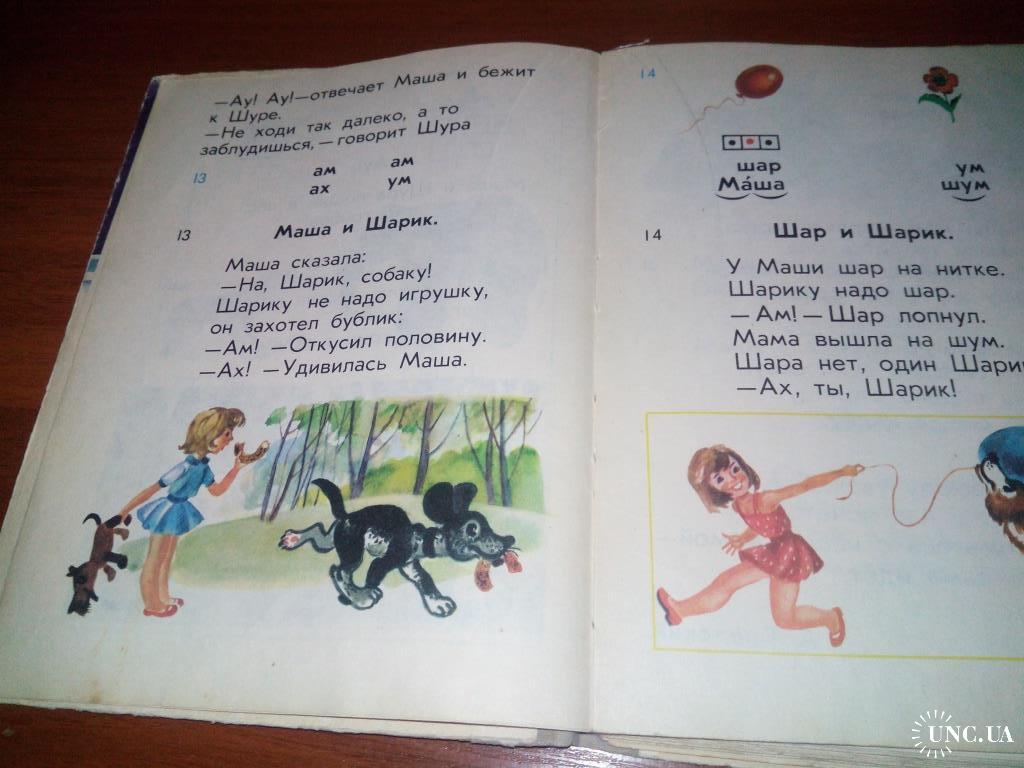 —Ау! Ау!—отвечает Маша и бежит
к Шуре.
—Не ходи так далеко, а то
заблудишься,—говорит Шура
13
ам ам
ах ум
13 Маша и Шарик.
Маша сказала:
—На, Шарик, собаку!
Шарику не надо игрушку,
он захотел бублик:
—Ам! —Откусил половину.
—Ах! —Удивилась Маша.
14
шар ум
Ма́ша шум
14 Шар и Шарик.
У Маши шар на нитке.
Шарику надо шар.
—Ам!—Шар лопнул.
Мама вышла на шум.
Шара нет, один
—Ах, ты, Шарик!
UNC.UA